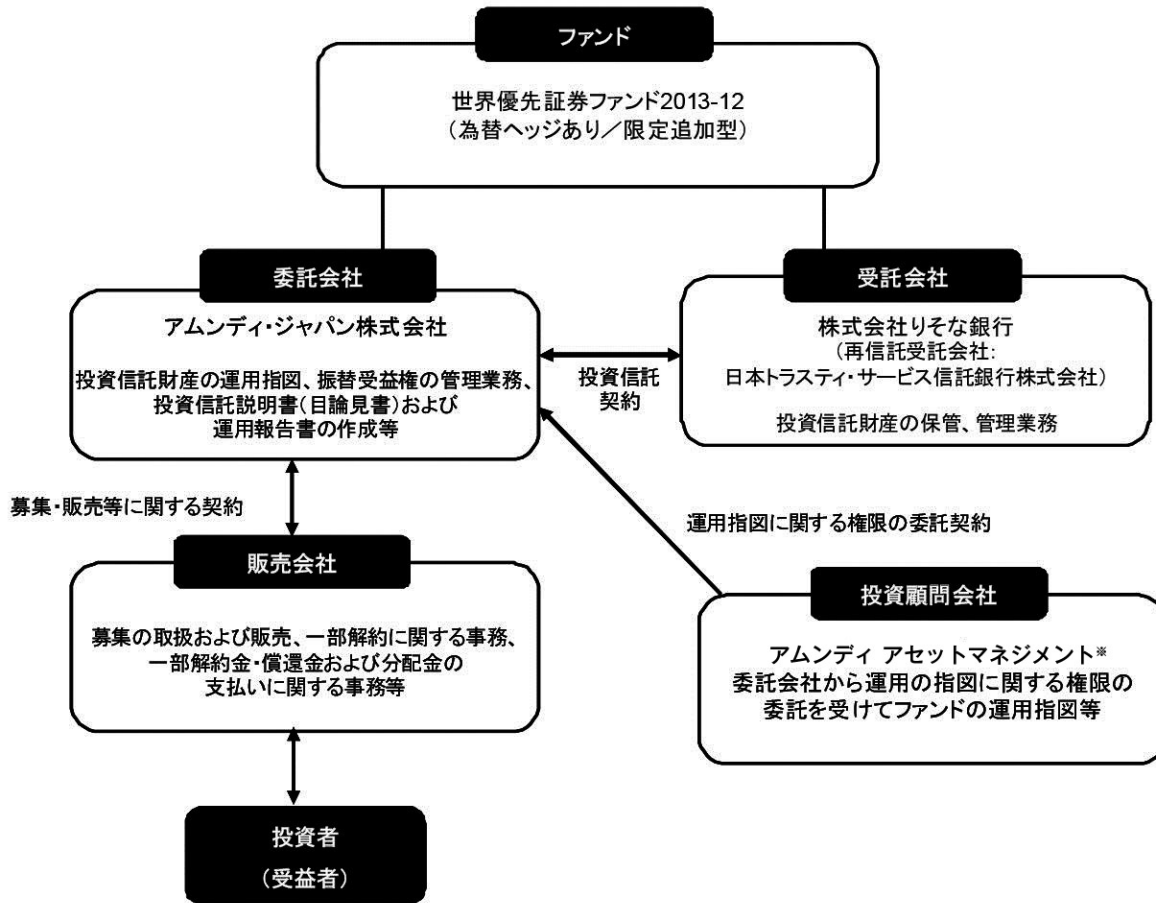 ファンド
世界優先証券ファンド2013-12
(為替ヘッジあり／限定追加型)
委託会社
アムンディ・ジャパン株式会社
投資信託財産の運用指図、振替受益権の管理業務、
投資信託説明書(目論見書)および
運用報告書の作成等
投資信託
契約
受託会社
株式会社りそな銀行
(再信託受託会社:
日本トラスティ・サービス信託銀行株式会社)
投資信託財産の保管、管理業務
募集・販売等に関する契約
運用指図に関する権限の委託契約
販売会社
募集の取扱および販売、一部解約に関する事務、
一部解約金・償還金および分配金の
支払いに関する事務等
投資顧問会社
アムンディ アセットマネジメント※
委託会社から運用の指図に関する権限の
委託を受けてファンドの運用指図等
投資者
(受益者)